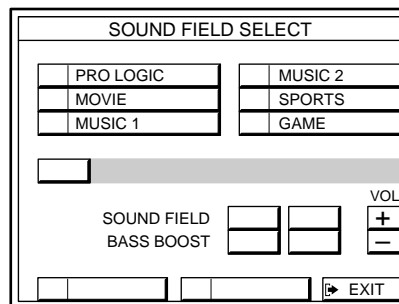 SOUND FIELD SELECT
PRO LOGIC MUSIC 2
MOVIE SPORTS
MUSIC 1 GAME
VOL
SOUND FIELD +
BASS BOOST –
EXIT